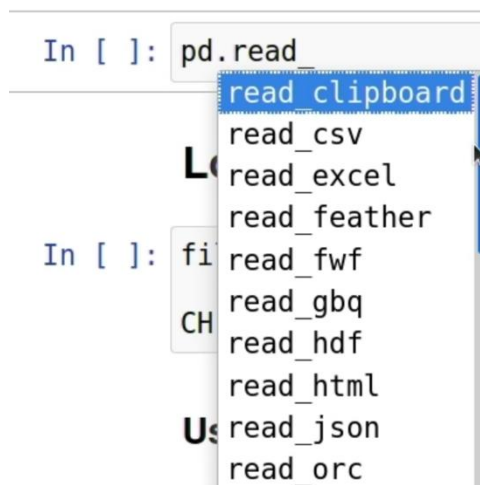 In [ ]: pd.read_
read_clipboard
read_csv
read_excel
read_feather
In [ ]: fi
read_fwf
read_gbq
CH
read_hdf
read_html
read_json
read_orc